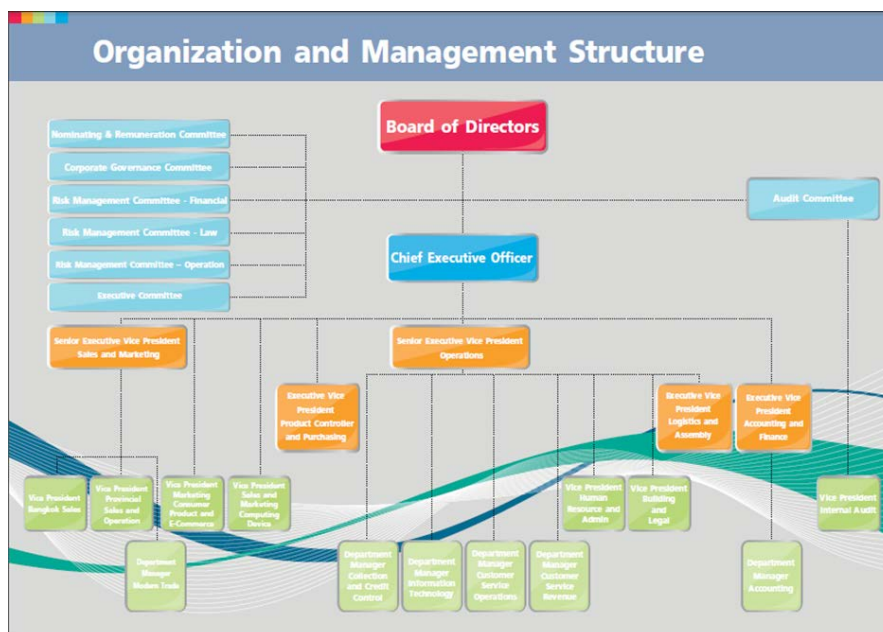 Organization and Management Structure
Board of Directors
Nominating & Remuneration Committee
Corporate Governance Committee
Risk Management Committee - Financial
Audit Committee
Risk Management Committee - Law
Chief Executive Officer
Risk Management Committee – Operation
Executive Committee
Senior Executive Vice President
Sales and Marketing
Senior Executive Vice President
Operations
Executive Vice
President
Product Controller
and Purchasing
Executive Vice
President
Logistics and
Assembly
Executive Vice
President
Accounting and
Finance
Vice President
Bangkok Sales
Vice President
Provincial
Sales and
Operation
Vice President
Marketing
Consumer
Product and
E-Commerce
Vice President
Sales and
Marketing
Computing
Device
Vice President
Human
Resource and
Admin
Vice President
Building
and
Legal
Vice President
Internal Audit
Department
Manager
Modern Trade
Department
Manager
Collection
and Credit
Control
Department
Manager
Information
Technology
Department
Manager
Customer
Service
Operations
Department
Manager
Customer
Service
Revenue
Department
Manager
Accounting